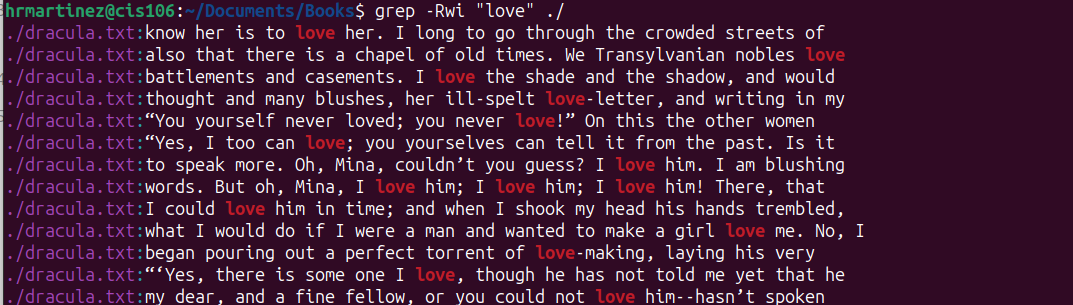 hrmartinez@cis106:~/Documents/Books$ grep -Rwi "love" ./
./dracula.txt:know her is to love her. I long to go through the crowded streets of
./dracula.txt:also that there is a chapel of old times. We Transylvanian nobles love
./dracula.txt:battlements and casements. I love the shade and the shadow, and would
./dracula.txt:thought and many blushes, her ill-spelt love-letter, and writing in my
./dracula.txt:“You yourself never loved; you never love!” On this the other women
./dracula.txt:“Yes, I too can love; you yourselves can tell it from the past. Is it
./dracula.txt:to speak more. Oh, Mina, couldn’t you guess? I love him. I am blushing
./dracula.txt:words. But oh, Mina, I love him; I love him; I love him! There, that
./dracula.txt:I could love him in time; and when I shook my head his hands trembled,
./dracula.txt:what I would do if I were a man and wanted to make a girl love me. No, I
./dracula.txt:began pouring out a perfect torrent of love-making, laying his very
./dracula.txt:“‘Yes, there is some one I love, though he has not told me yet that he
./dracula.txt:my dear, and a fine fellow, or you could not love him--hasn’t spoken